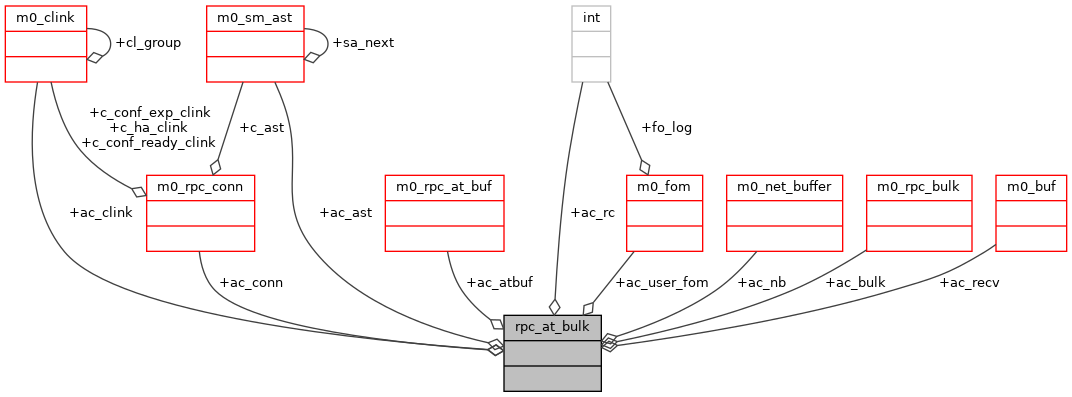 m0_clink
m0_sm_ast
int
+cl_group
+sa_next
+c_conf_exp_clink
+c_ha_clink
+c_conf_ready_clink
+c_ast
+fo_log
m0_rpc_conn
m0_rpc_at_buf
m0_fom
m0_net_buffer
m0_rpc_bulk
m0_buf
+ac_clink
+ac_ast
+ac_rc
+ac_conn
+ac_atbuf
+ac_user_fom
+ac_nb
+ac_bulk
+ac_recv
rpc_at_bulk